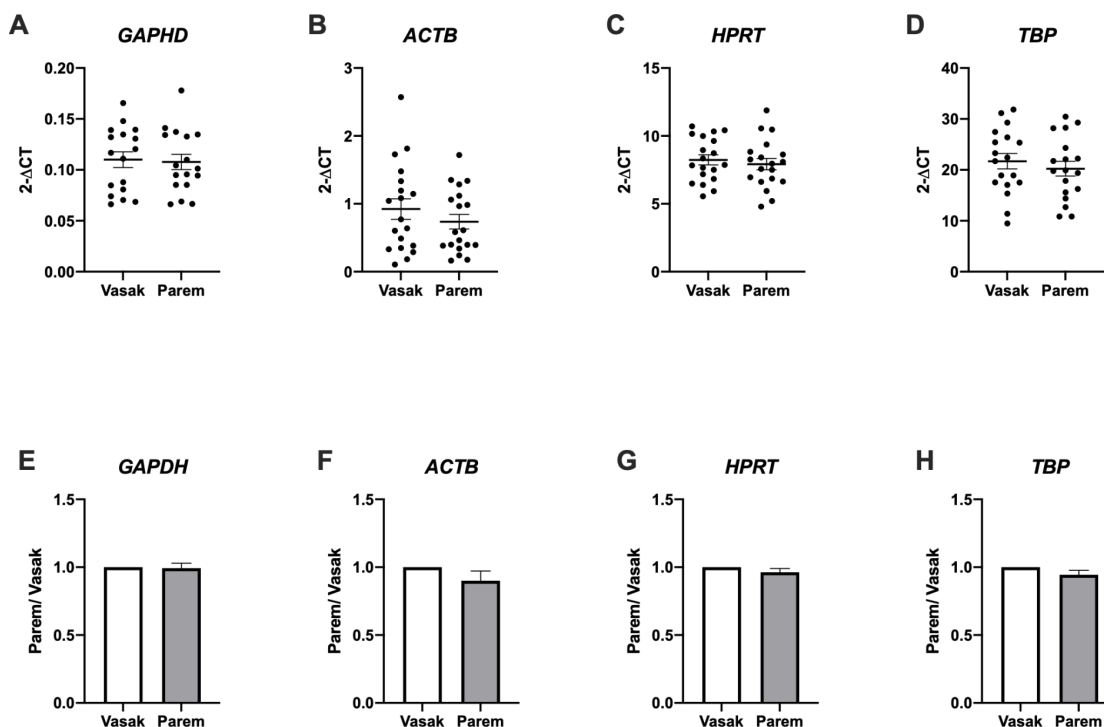 A
GAPHD
2-ΔCT
0.20
0.15
0.10
0.05
0.00
Vasak Parem
B
ACTB
2-ΔCT
3
2
1
0
Vasak Parem
C
HPRT
2-ΔCT
15
10
5
0
Vasak Parem
D
TBP
2-ΔCT
40
30
20
10
0
Vasak Parem
E
GAPDH
Parem/ Vasak
1.5
1.0
0.5
0.0
Vasak Parem
F
ACTB
Parem/ Vasak
1.5
1.0
0.5
0.0
Vasak Parem
G
HPRT
Parem/ Vasak
1.5
1.0
0.5
0.0
Vasak Parem
H
TBP
Parem/ Vasak
1.5
1.0
0.5
0.0
Vasak Parem